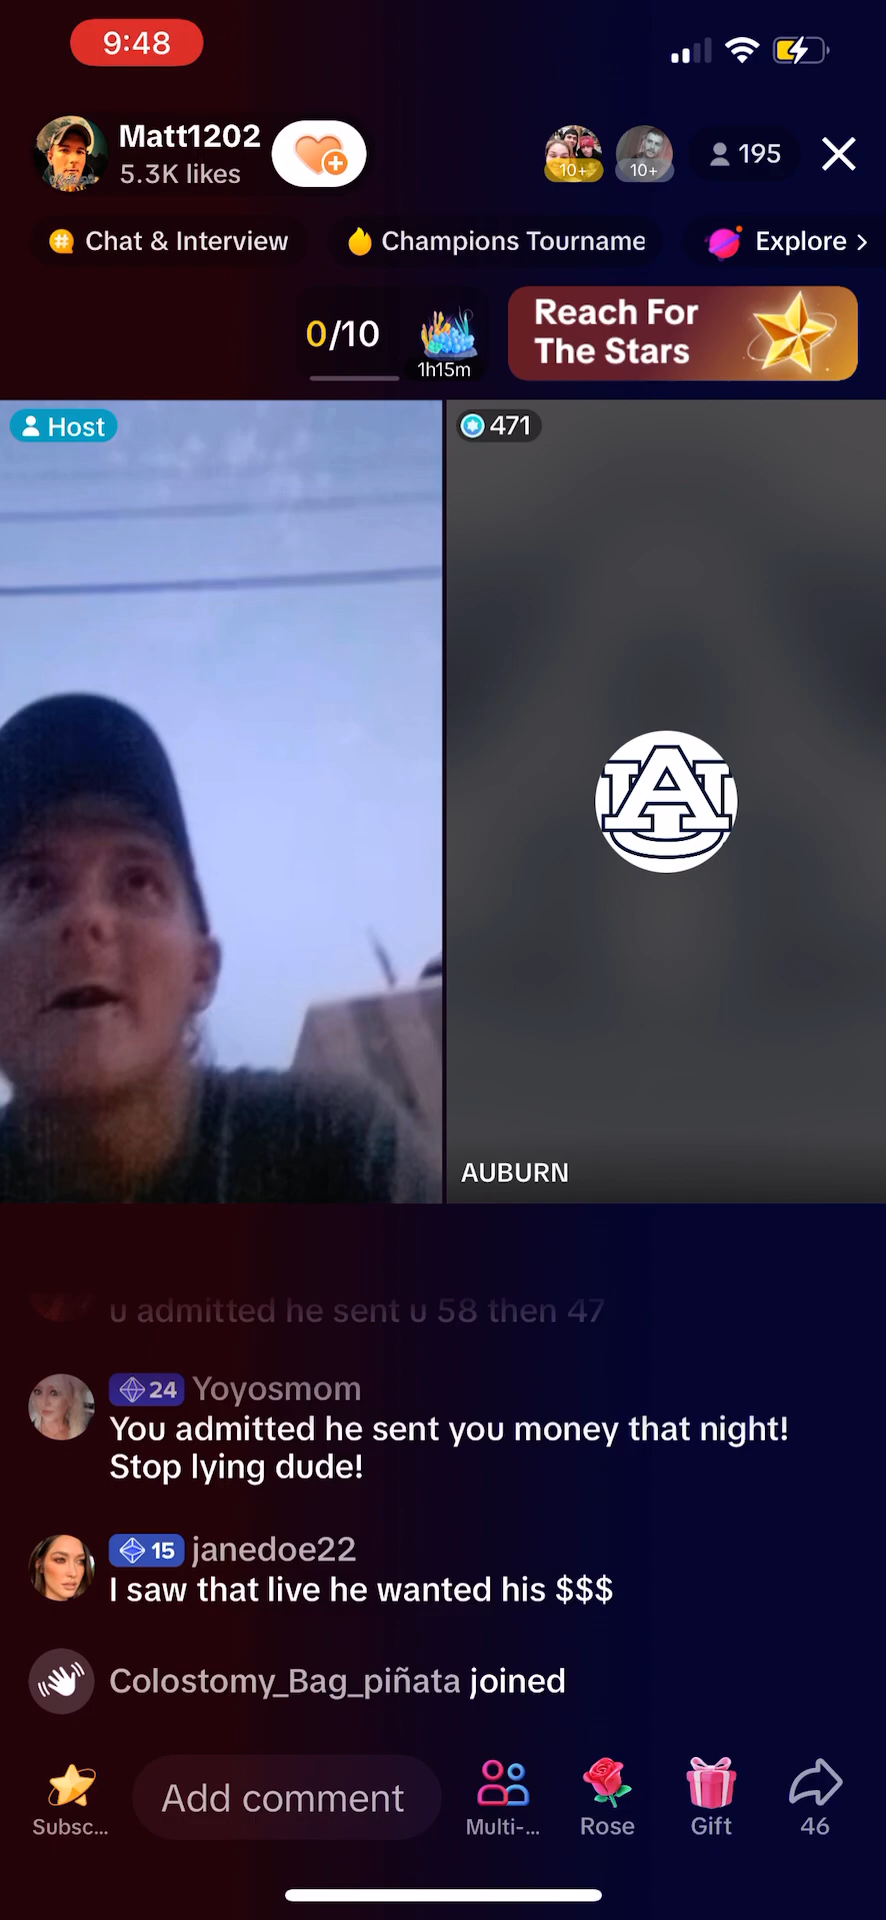 9:48
Matt1202
5.3K likes
10+
10+
195
Chat & Interview
Champions Tourname
Explore >
0/10
1h15m
Reach For
The Stars
Host
471
AU
AUBURN
u admitted he sent u 58 then 47
24 Yoyosmom
You admitted he sent you money that night!
Stop lying dude!
15 janedoe22
I saw that live he wanted his $$$
Colostomy_Bag_piñata joined
Subsc...
Add comment
Multi-...
Rose
Gift
46